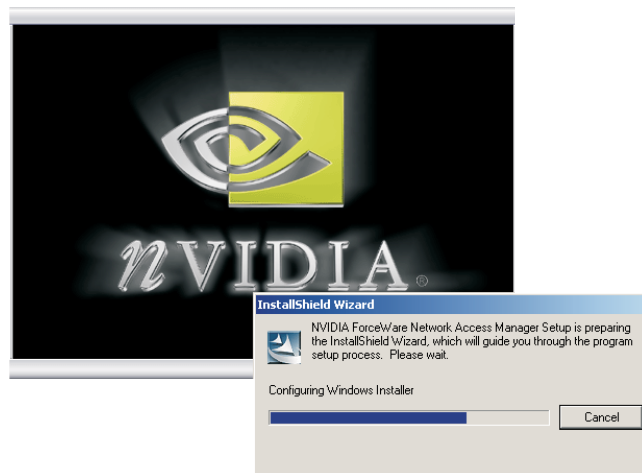 nVIDIA®
InstallShield Wizard
NVIDIA ForceWare Network Access Manager Setup is preparing
the InstallShield Wizard, which will guide you through the program
setup process. Please wait.
Configuring Windows Installer
Cancel